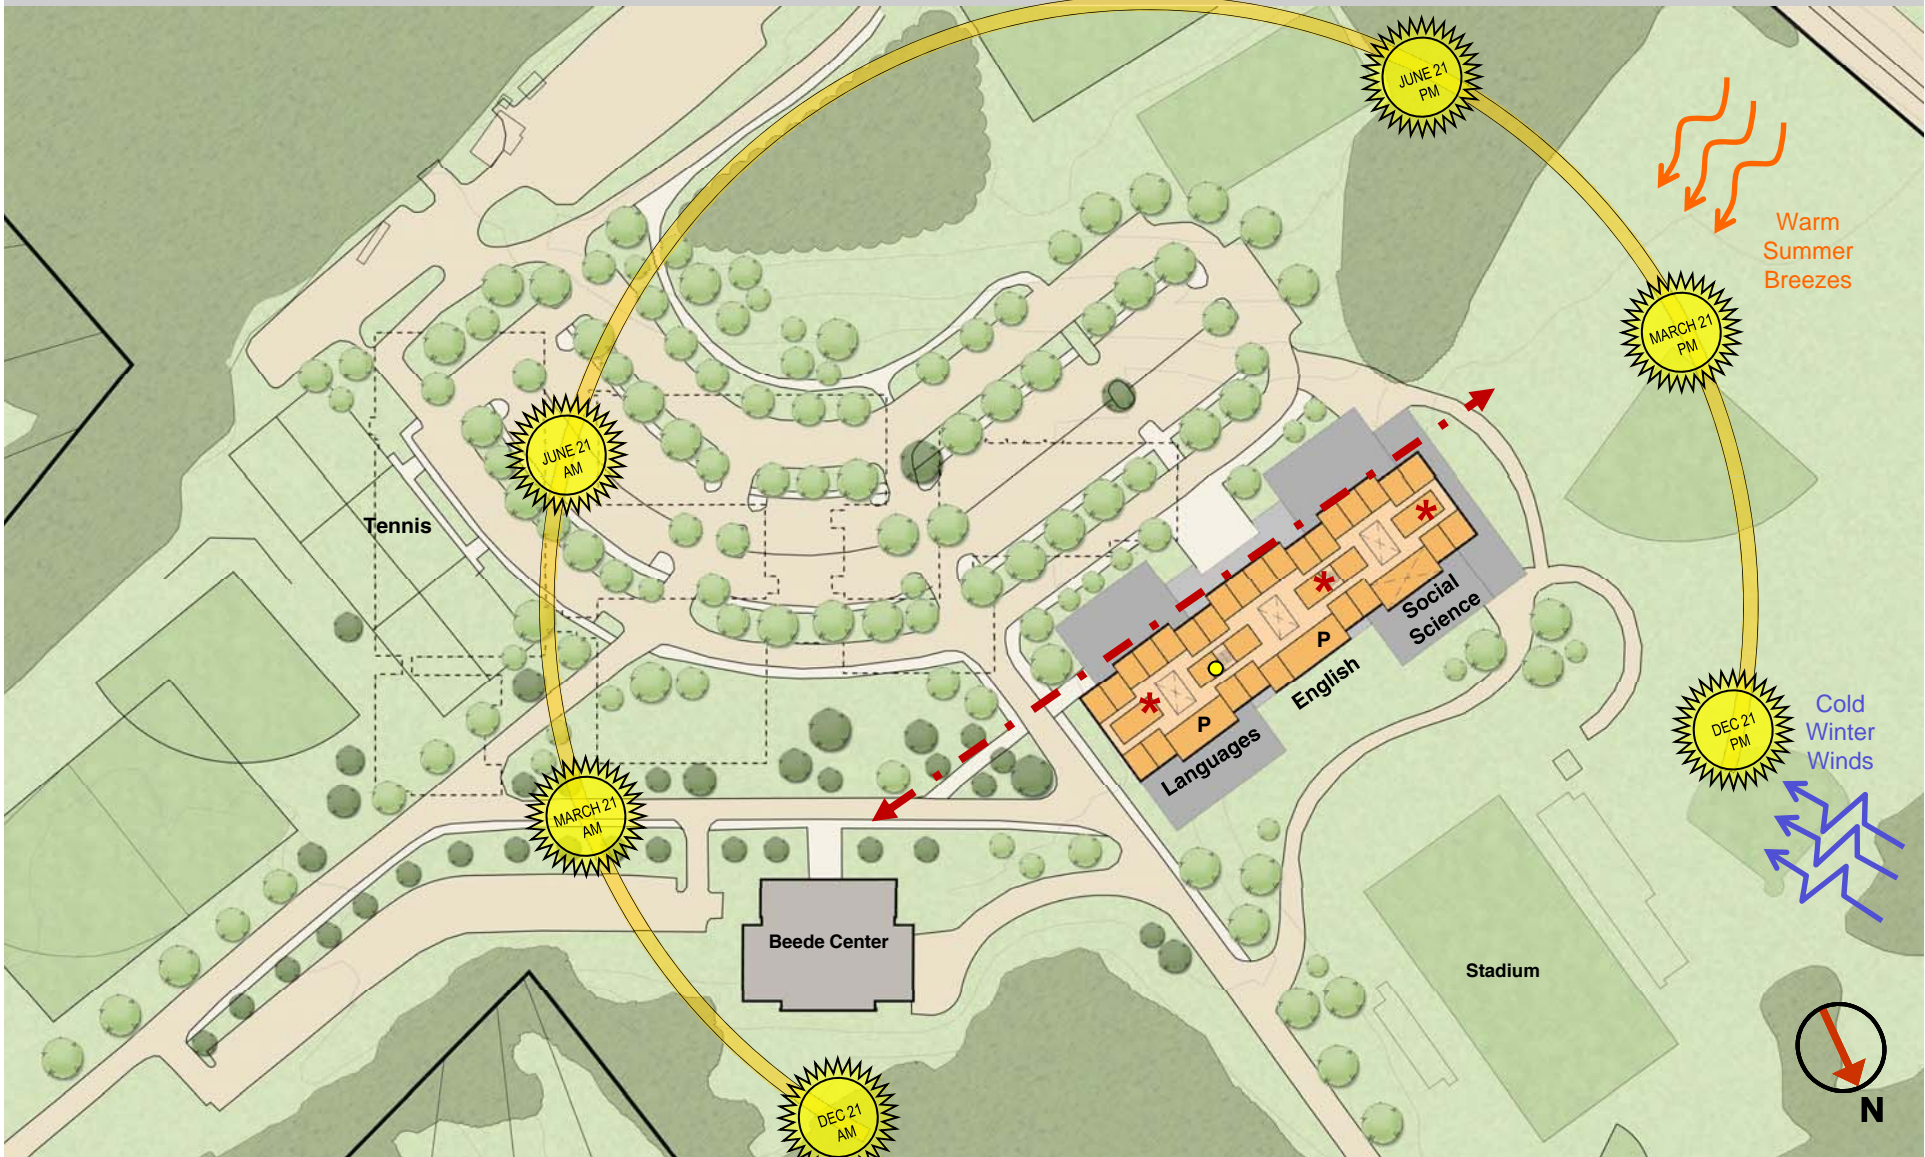 JUNE 21
PM
Warm
Summer
Breezes
MARCH 21
PM
JUNE 21
AM
Tennis
*
*
Social
Science
P
English
*
P
Languages
DEC 21
PM
Cold
Winter
Winds
MARCH 21
AM
Beede Center
Stadium
DEC 21
AM
N